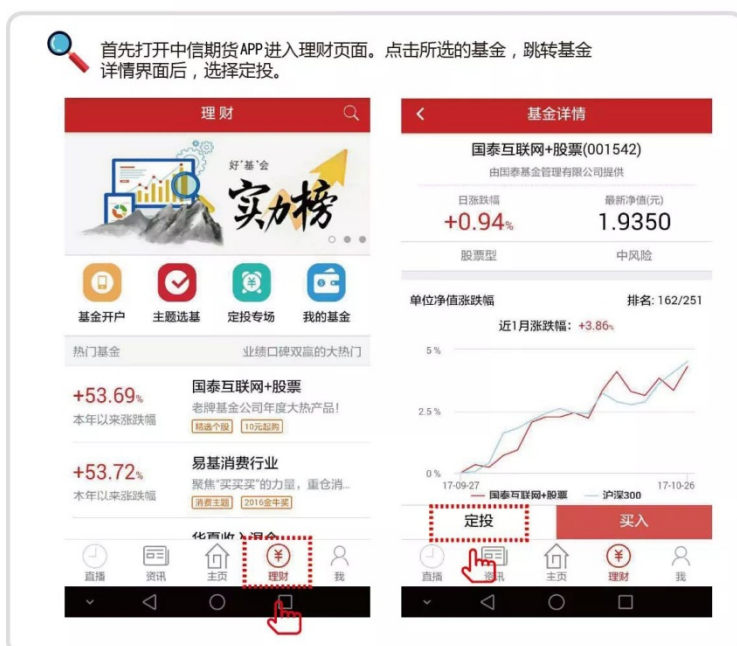 首先打开中信期货APP进入理财页面。点击所选的基金，跳转基金
详情界面后，选择定投。
理财
好'基'会
实力榜
基金开户 主题选基 定投专场 我的基金
热门基金 业绩口碑双赢的大热门
+53.69%
本年以来涨跌幅
国泰互联网+股票
老牌基金公司年度大热产品！
精选个股 10元起购
+53.72%
本年以来涨跌幅
易基消费行业
聚焦“买买买”的力量，重仓消...
消费主题 2016金牛奖
华夏收入混合
直播 资讯 主页 理财 我
基金详情
国泰互联网+股票(001542)
由国泰基金管理有限公司提供
日涨跌幅 最新净值(元)
+0.94% 1.9350
股票型 中风险
单位净值涨跌幅 排名: 162/251
近1月涨跌幅: +3.86%
5%
2.5%
0%
17-09-27 17-10-26
国泰互联网+股票 沪深300
定投 买入
直播 资讯 主页 理财 我